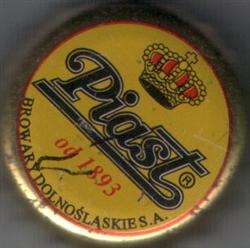 Piast ®
od 1893
BROWARY DOLNOŚLĄSKIE S.A.